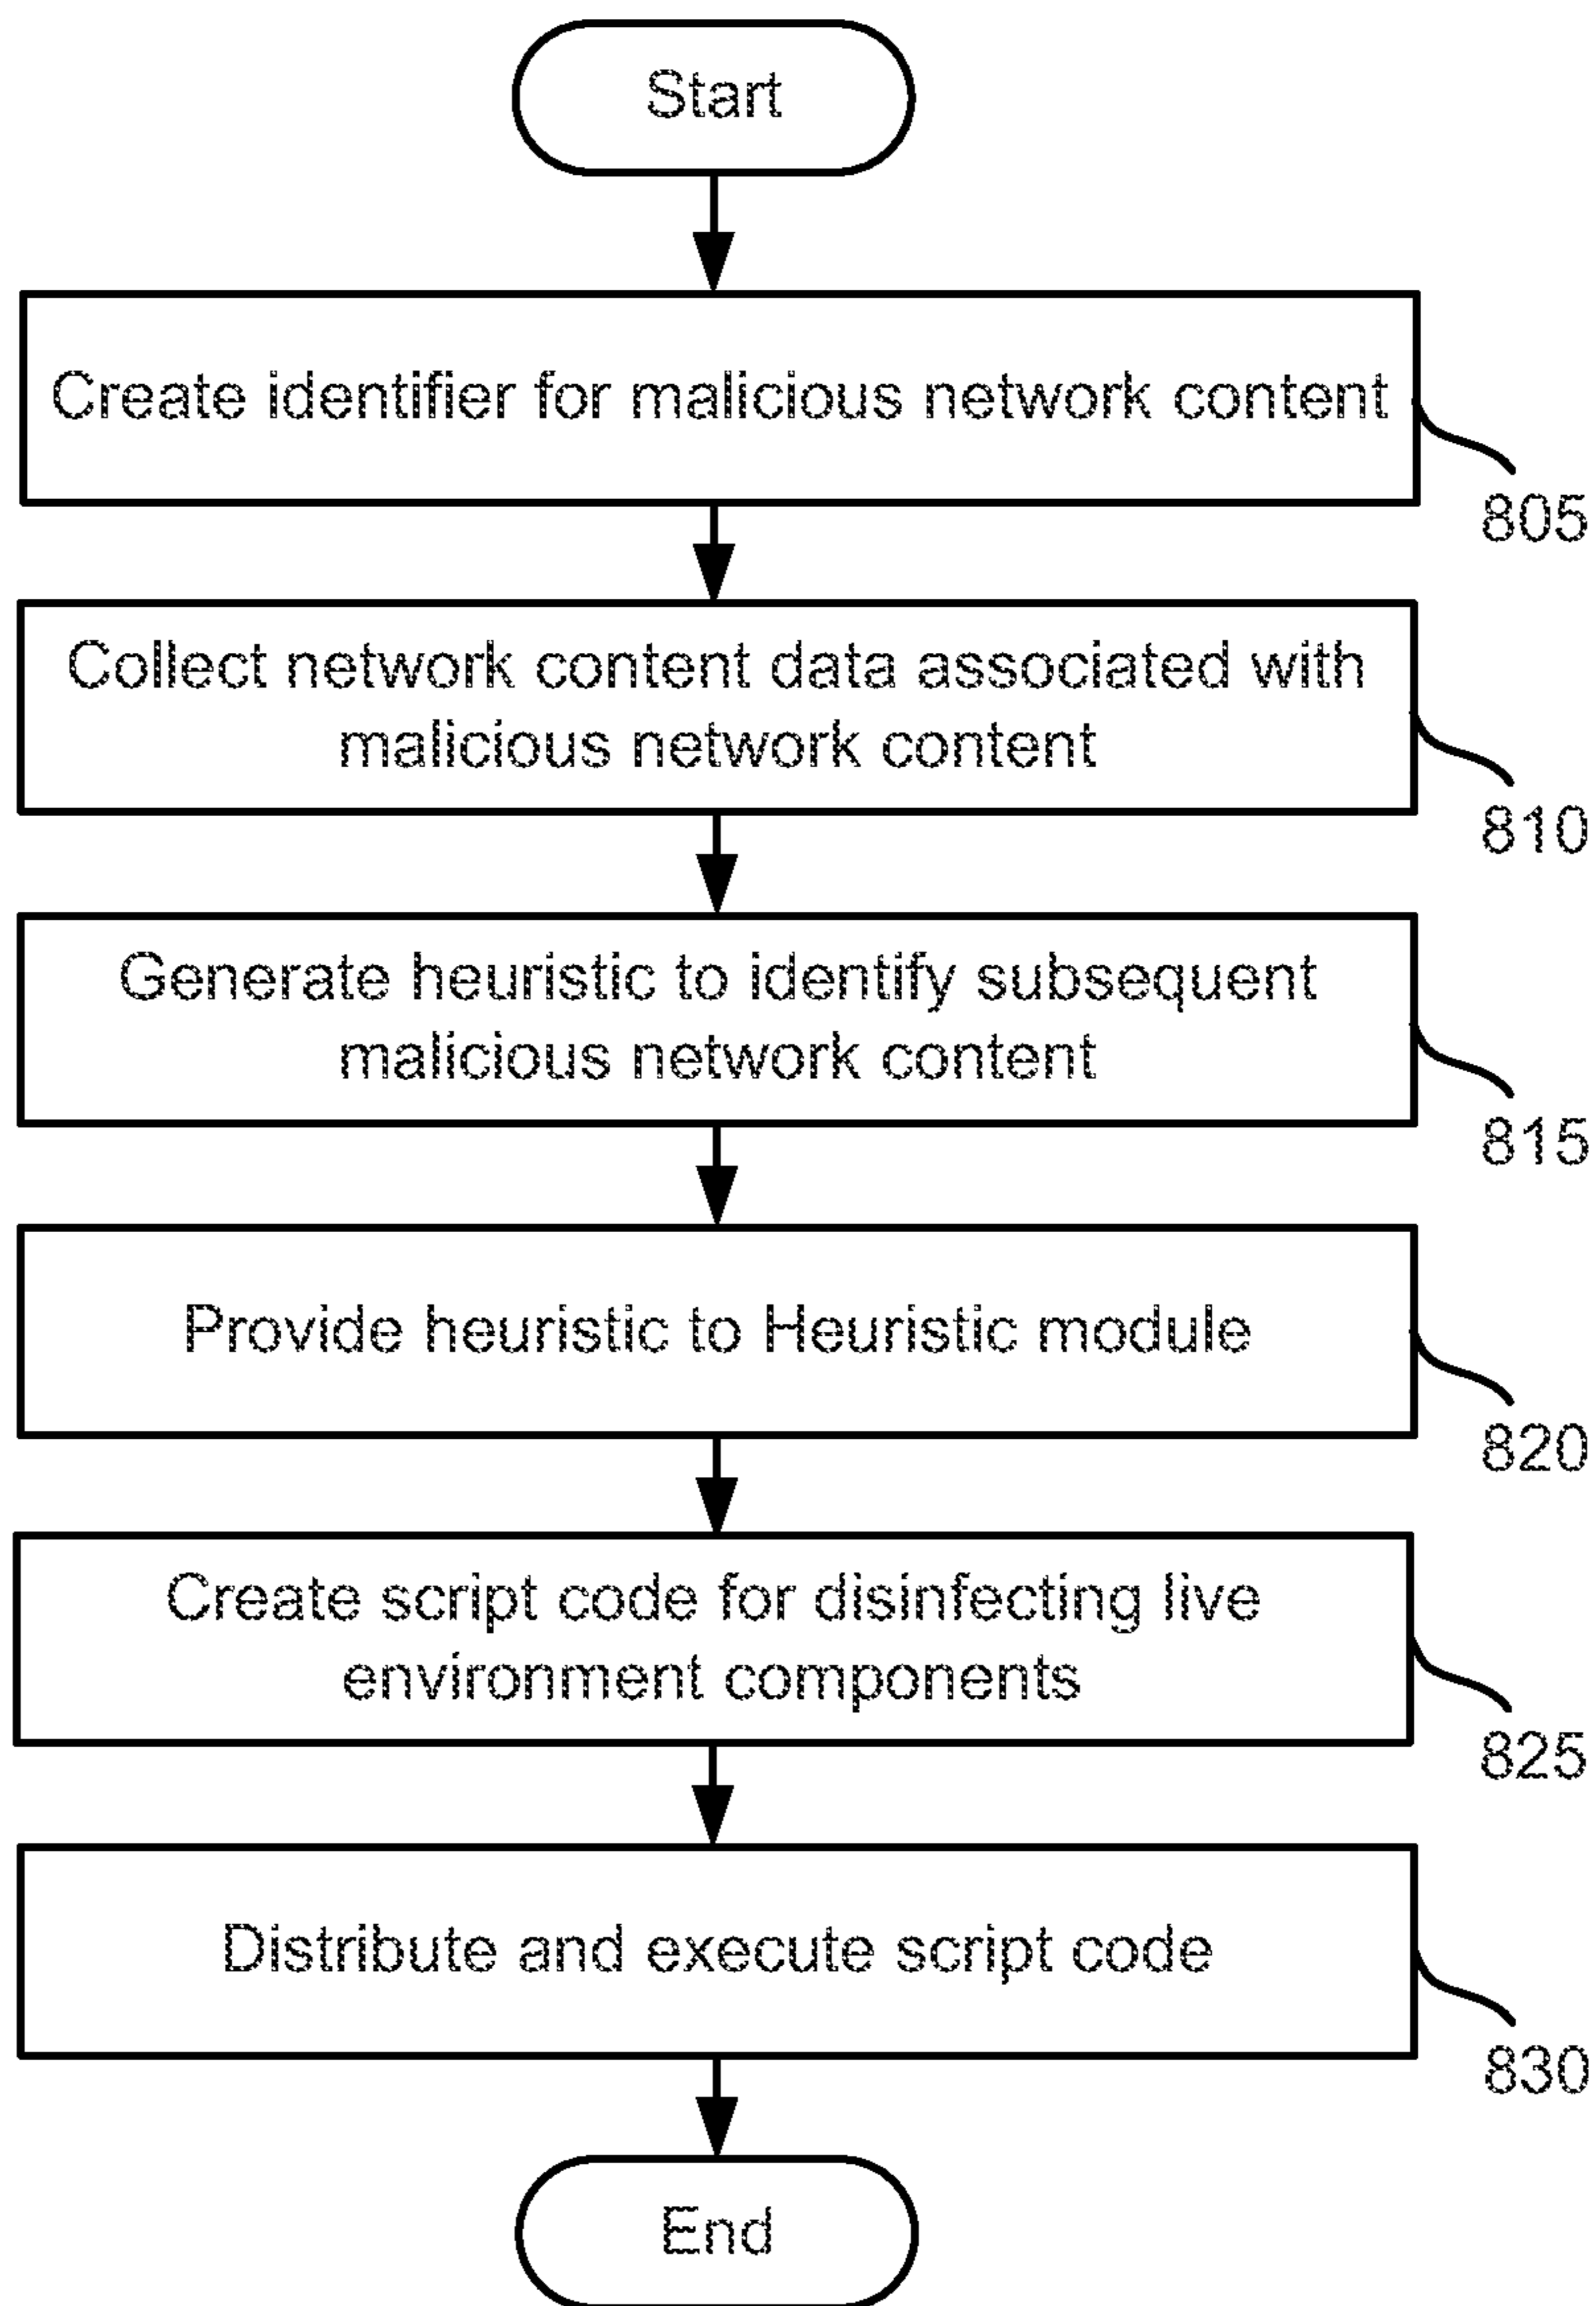 Start
Create identifier for malicious network content
805
Collect network content data associated with
malicious network content
810
Generate heuristic to identify subsequent
malicious network content
815
Provide heuristic to Heuristic module
820
Create script code for disinfecting live
environment components
825
Distribute and execute script code
830
End